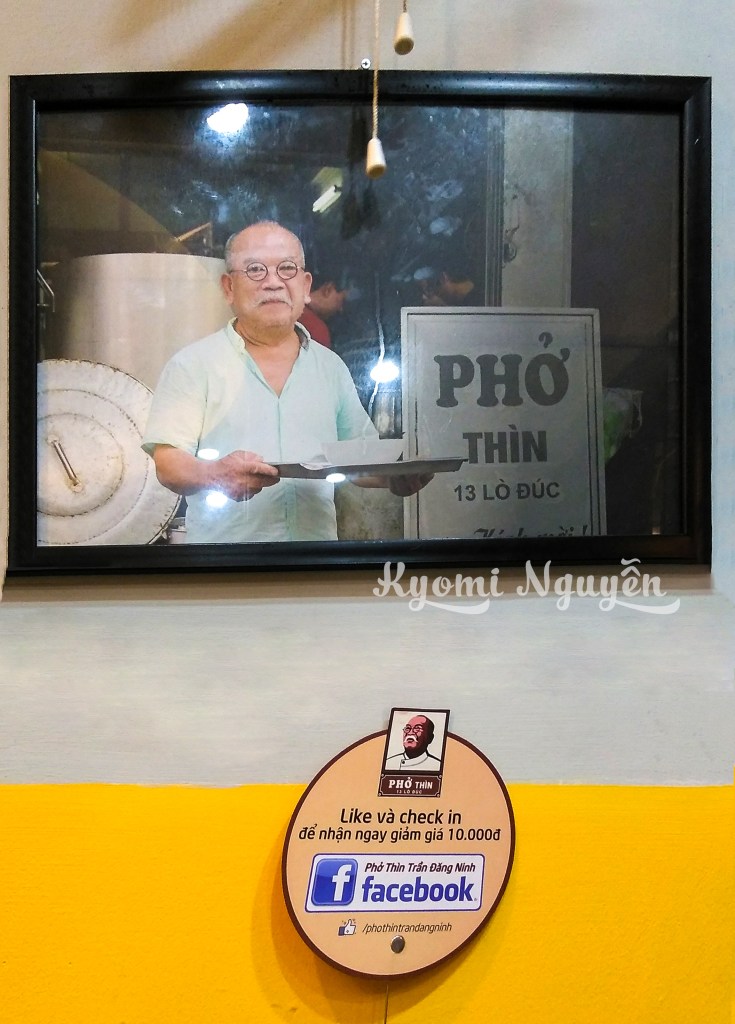 PHỞ
THÌN
13 LÒ ĐÚC
Kyomi Nguyễn
PHỞ THÌN
13 LÒ ĐÚC
Like và check in
để nhận ngay giảm giá 10.000đ
Phở Thìn Trần Đăng Ninh
facebook
/phothintrandangninh